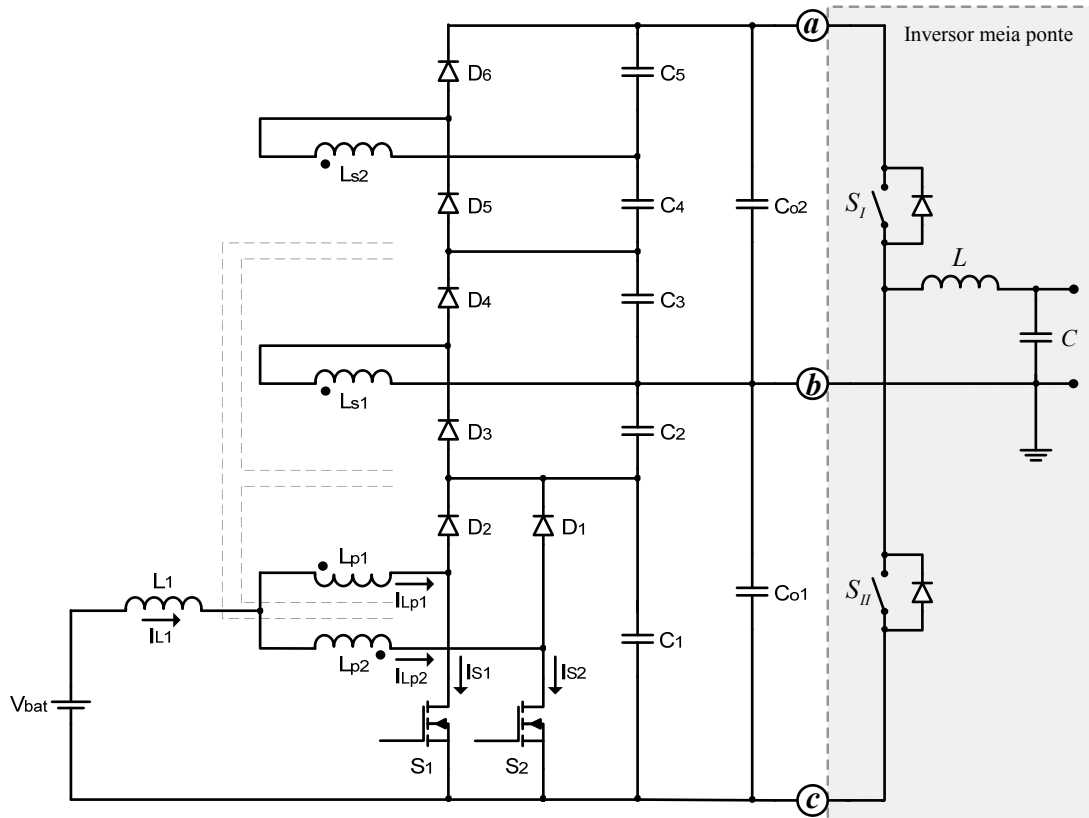 a
Inversor meia ponte
D6
C5
Ls2
D5
C4
Co2
SI
L
D4
C3
C
Ls1
b
D3
C2
D2
D1
Lp1
L1
ILp1
SII
Co1
IL1
C1
Lp2
ILp2
IS1
IS2
Vbat
S1
S2
c